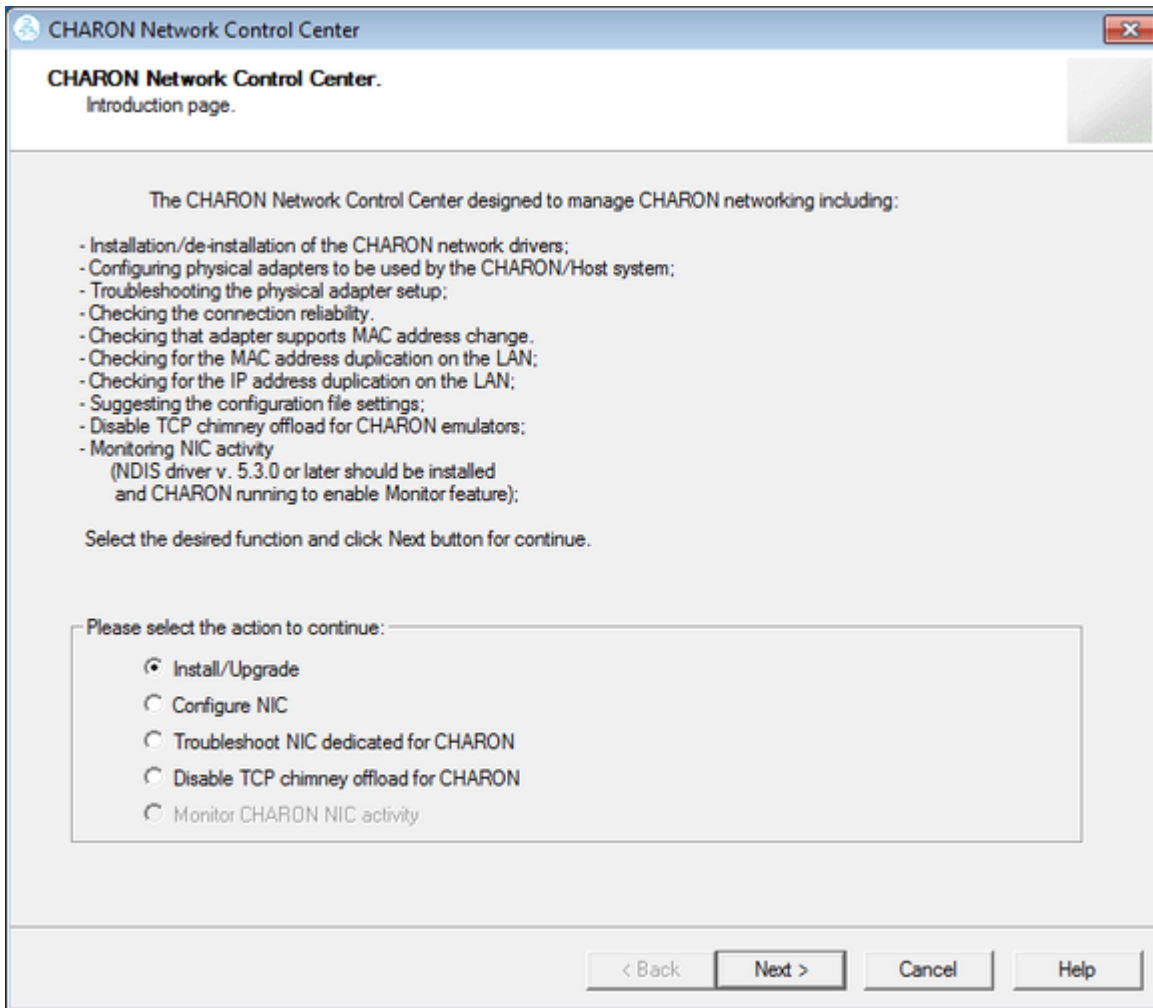 CHARON Network Control Center
CHARON Network Control Center.
Introduction page.
The CHARON Network Control Center designed to manage CHARON networking including:
- Installation/de-installation of the CHARON network drivers;
- Configuring physical adapters to be used by the CHARON/Host system;
- Troubleshooting the physical adapter setup;
- Checking the connection reliability.
- Checking that adapter supports MAC address change.
- Checking for the MAC address duplication on the LAN;
- Checking for the IP address duplication on the LAN;
- Suggesting the configuration file settings;
- Disable TCP chimney offload for CHARON emulators;
- Monitoring NIC activity
(NDIS driver v. 5.3.0 or later should be installed
and CHARON running to enable Monitor feature);
Select the desired function and click Next button for continue.
Please select the action to continue:
Install/Upgrade
Configure NIC
Troubleshoot NIC dedicated for CHARON
Disable TCP chimney offload for CHARON
Monitor CHARON NIC activity
< Back Next > Cancel Help